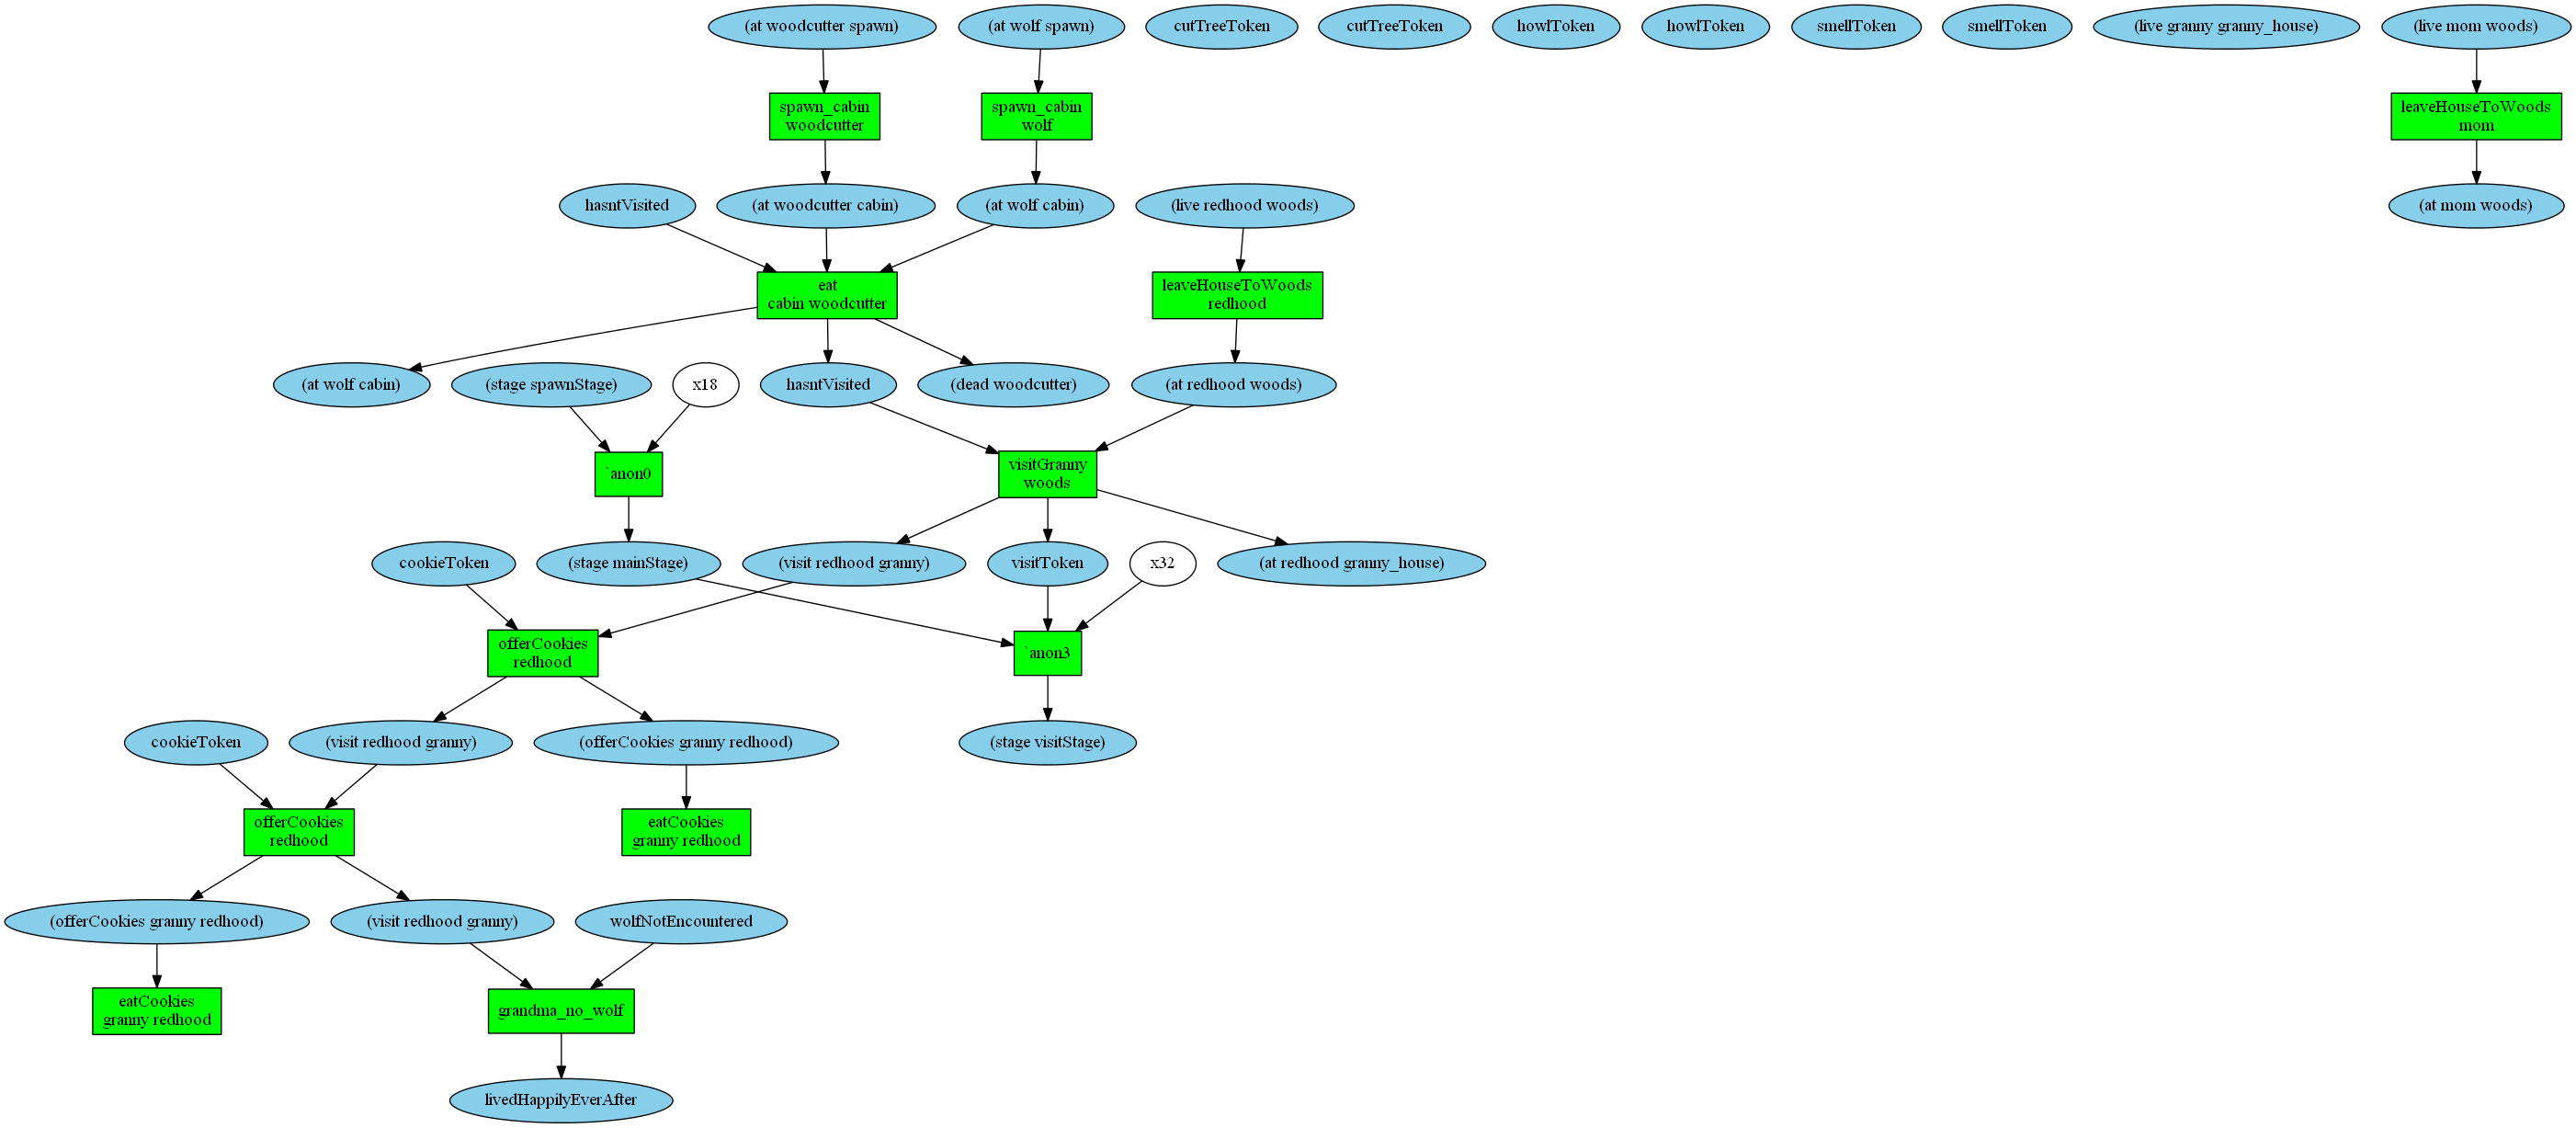 (at woodcutter spawn)
(at wolf spawn)
cutTreeToken
cutTreeToken
howlToken
howlToken
smellToken
smellToken
(live granny granny_house)
(live mom woods)
spawn_cabin
woodcutter
spawn_cabin
wolf
leaveHouseToWoods
mom
hasntVisited
(at woodcutter cabin)
(at wolf cabin)
(live redhood woods)
(at mom woods)
eat
cabin woodcutter
leaveHouseToWoods
redhood
(at wolf cabin)
(stage spawnStage)
x18
hasntVisited
(dead woodcutter)
(at redhood woods)
`anon0
visitGranny
woods
cookieToken
(stage mainStage)
(visit redhood granny)
visitToken
x32
(at redhood granny_house)
offerCookies
redhood
`anon3
cookieToken
(visit redhood granny)
(offerCookies granny redhood)
(stage visitStage)
offerCookies
redhood
eatCookies
granny redhood
(offerCookies granny redhood)
(visit redhood granny)
wolfNotEncountered
eatCookies
granny redhood
grandma_no_wolf
livedHappilyEverAfter